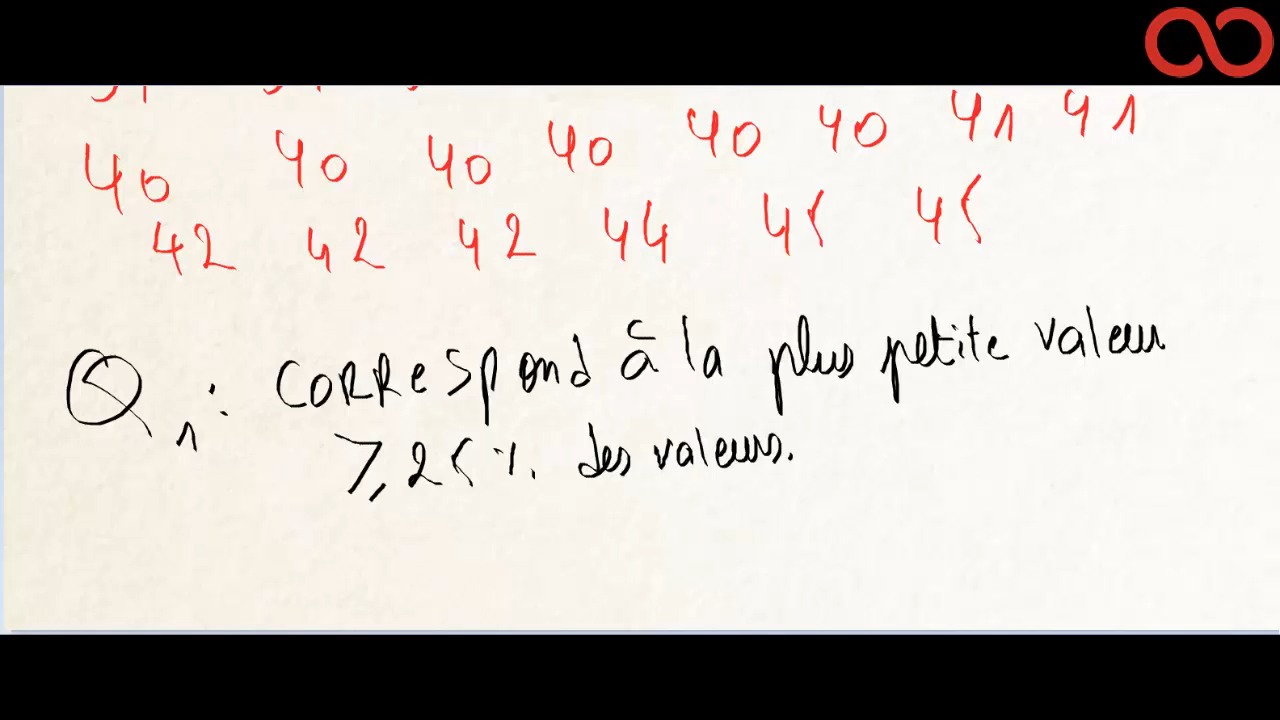 40 40 40 40 40 40 41 41
42 42 42 44 45 45
Q1 : correspond à la plus petite valeur
⩾ 25 %. des valeurs.